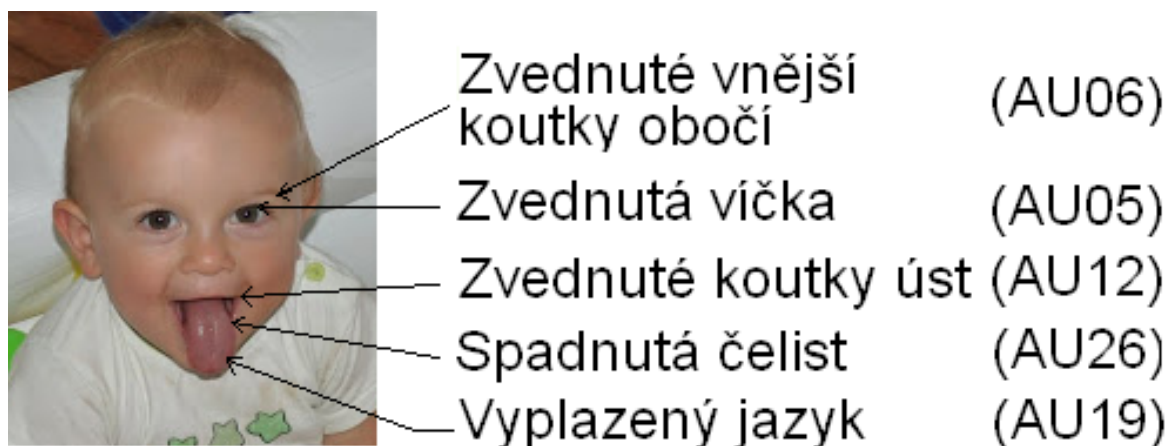 Zvednuté vnější (AU06)
koutky obočí
Zvednutá víčka (AU05)
Zvednuté koutky úst (AU12)
Spadnutá čelist (AU26)
Vyplazený jazyk (AU19)